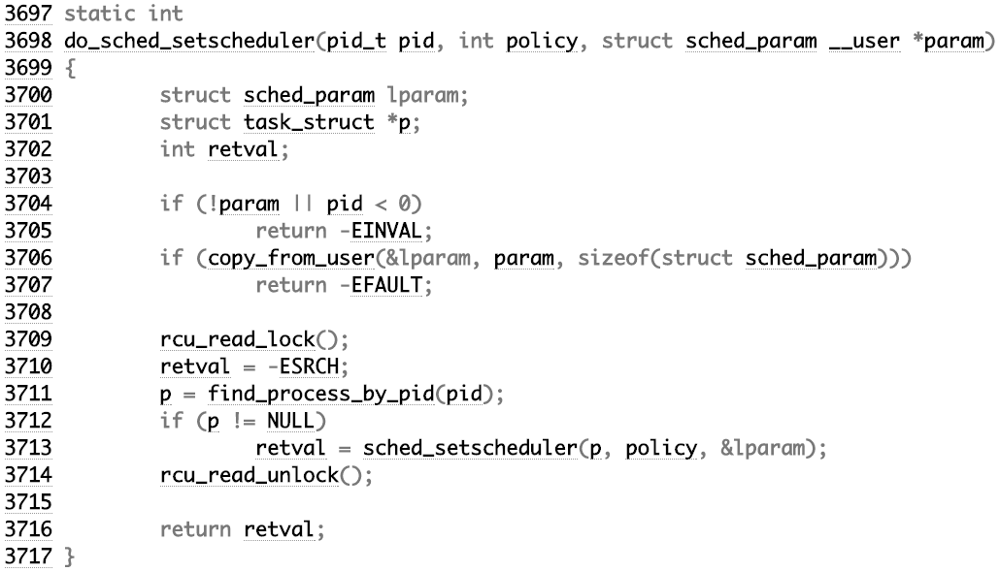 3697 static int
3698 do_sched_setscheduler(pid_t pid, int policy, struct sched_param __user *param)
3699 {
3700         struct sched_param lparam;
3701         struct task_struct *p;
3702         int retval;
3703
3704         if (!param || pid < 0)
3705                 return -EINVAL;
3706         if (copy_from_user(&lparam, param, sizeof(struct sched_param)))
3707                 return -EFAULT;
3708
3709         rcu_read_lock();
3710         retval = -ESRCH;
3711         p = find_process_by_pid(pid);
3712         if (p != NULL)
3713                 retval = sched_setscheduler(p, policy, &lparam);
3714         rcu_read_unlock();
3715
3716         return retval;
3717 }